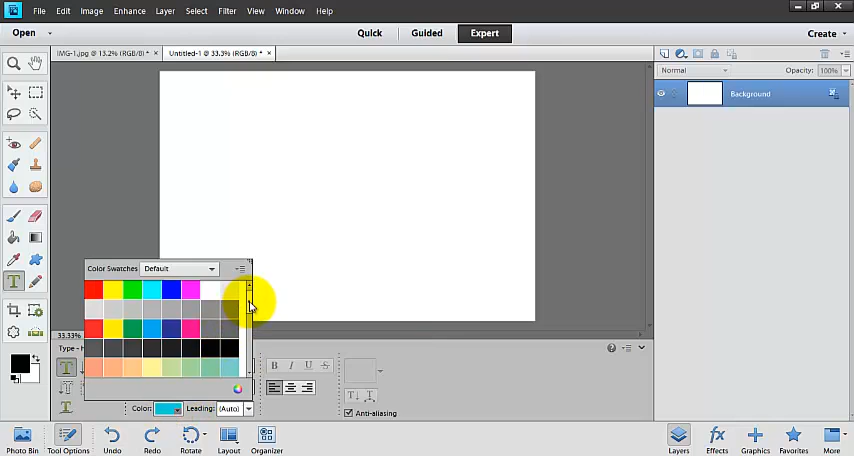 File Edit Image Enhance Layer Select Filter View Window Help
Open Quick Guided Expert Create
IMG-1.jpg @ 13.2% (RGB/8) * × Untitled-1 @ 33.3% (RGB/8) * ×
Normal Opacity: 100%
Background
Color Swatches Default
33.33%
Type - H
B I U S
Color: Leading: (Auto) Anti-aliasing
Photo Bin Tool Options Undo Redo Rotate Layout Organizer Layers Effects Graphics Favorites More